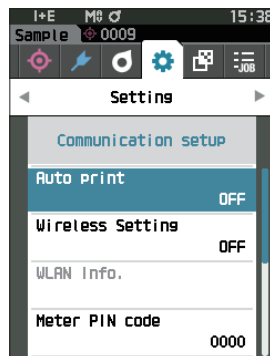 I+E M0 15:38
Sample 0009
-JOB
Setting
Communication setup
Auto print
OFF
Wireless Setting
OFF
WLAN Info.
Meter PIN code
0000